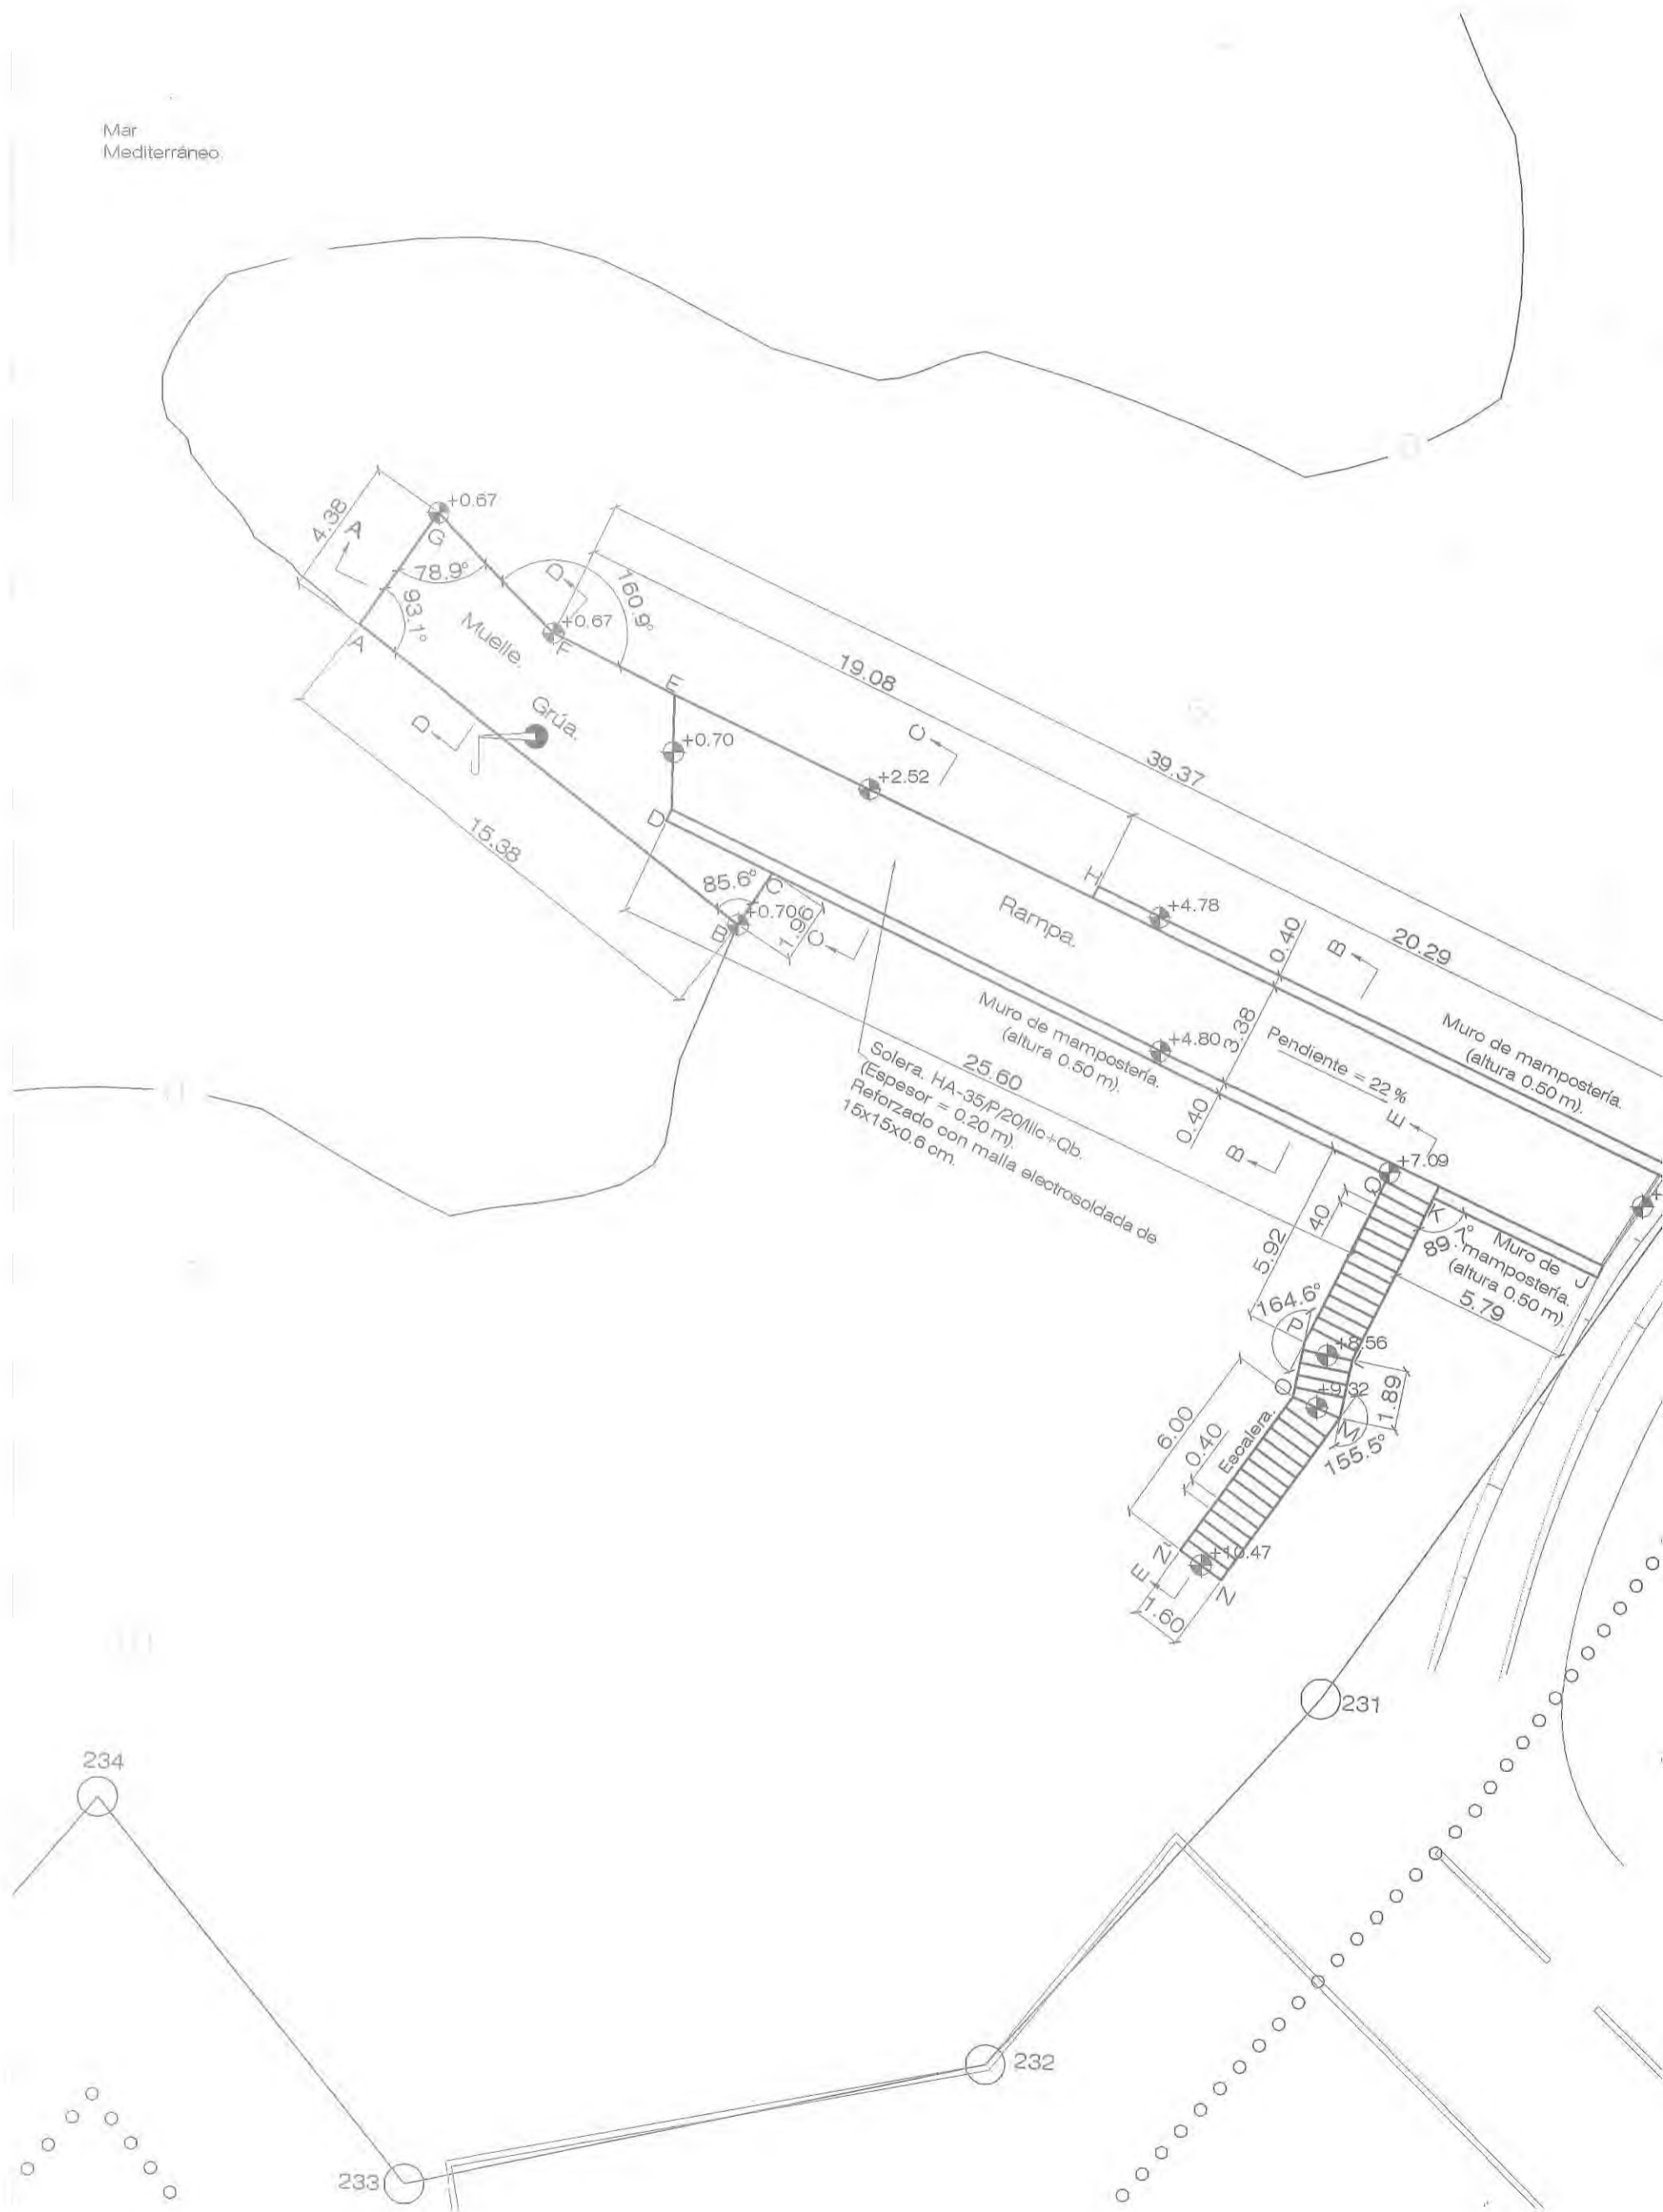 Mar
Mediterráneo.
4.38
A
+0.67
G
78.9°
93.1°
A
Muelle.
D
+0.67
F
160.9°
E
19.08
39.37
Grúa.
D
+0.70
C
+2.52
15.38
D
85.6°
C
+0.70
B
1.96
C
H
+4.78
Rampa.
0.40
B
20.29
Muro de mampostería.
(altura 0.50 m).
+4.80
3.38
Pendiente = 22 %
Muro de mampostería.
(altura 0.50 m).
25.60
0.40
B
E
Solera. HA-35/P/20/IIIc+Qb.
(Espesor = 0.20 m).
Reforzado con malla electrosoldada de
15x15x0.6 cm.
+7.09
Q
K
40
5.92
Muro de
mampostería.
(altura 0.50 m).
J
5.79
164.6°
P
+8.56
O
+9.32
1.89
M
155.5°
6.00
0.40
Escalera.
+10.47
E
N
1.60
231
234
232
233